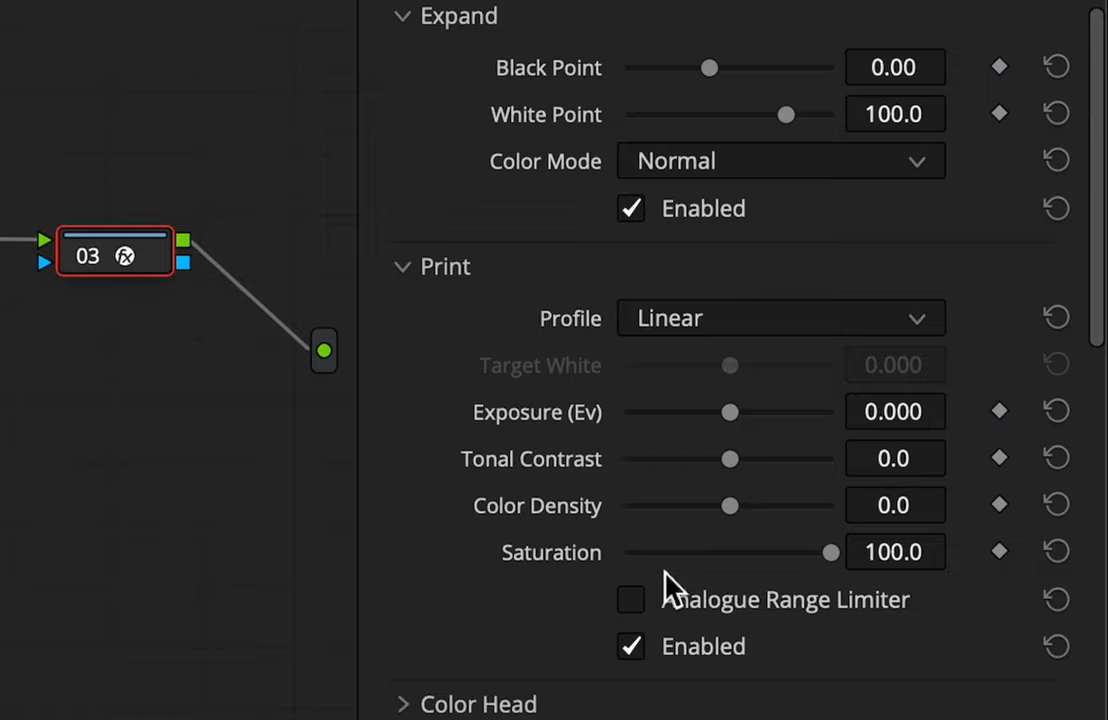 Expand
Black Point 0.00
White Point 100.0
Color Mode Normal
Enabled
03 fx
Print
Profile Linear
Target White 0.000
Exposure (Ev) 0.000
Tonal Contrast 0.0
Color Density 0.0
Saturation 100.0
Analogue Range Limiter
Enabled
Color Head